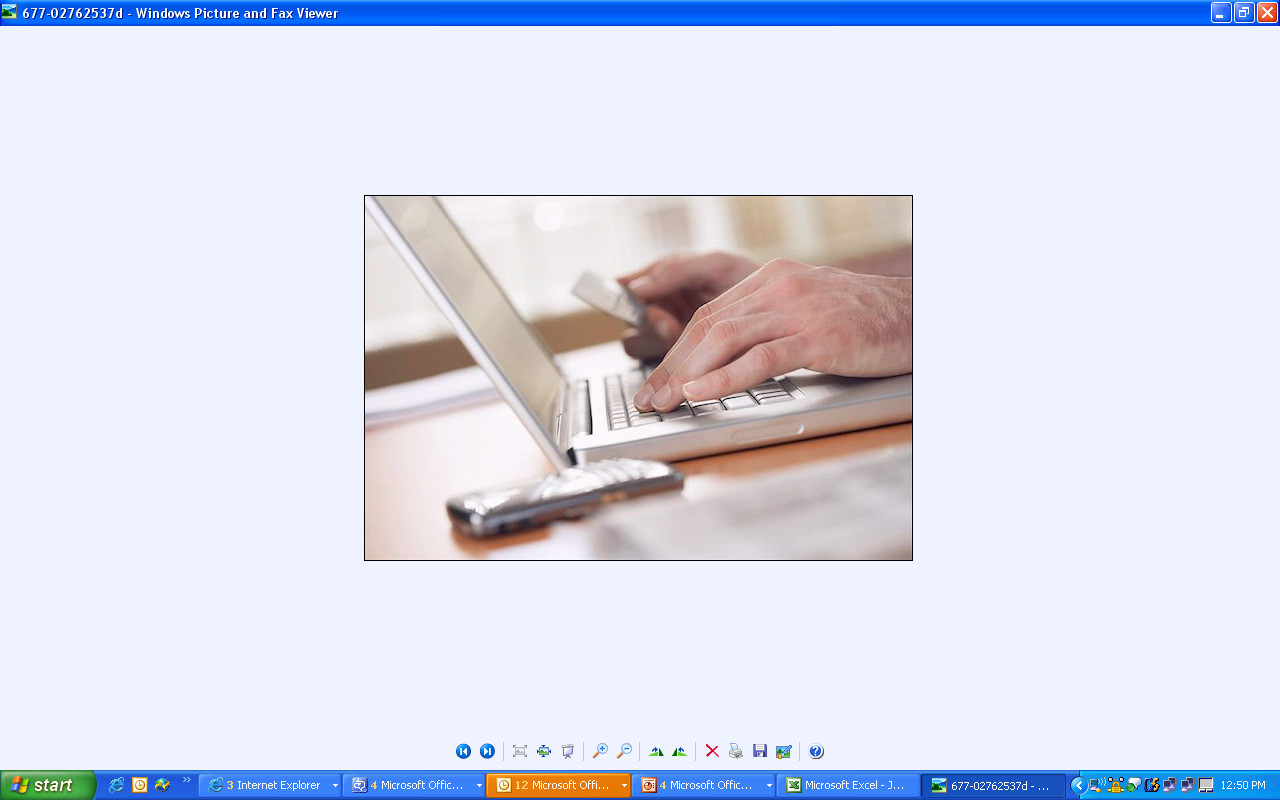 677-02762537d - Windows Picture and Fax Viewer
start
3 Internet Explorer
4 Microsoft Offic...
12 Microsoft Offi...
4 Microsoft Offic...
Microsoft Excel - J...
677-02762537d - ...
12:50 PM